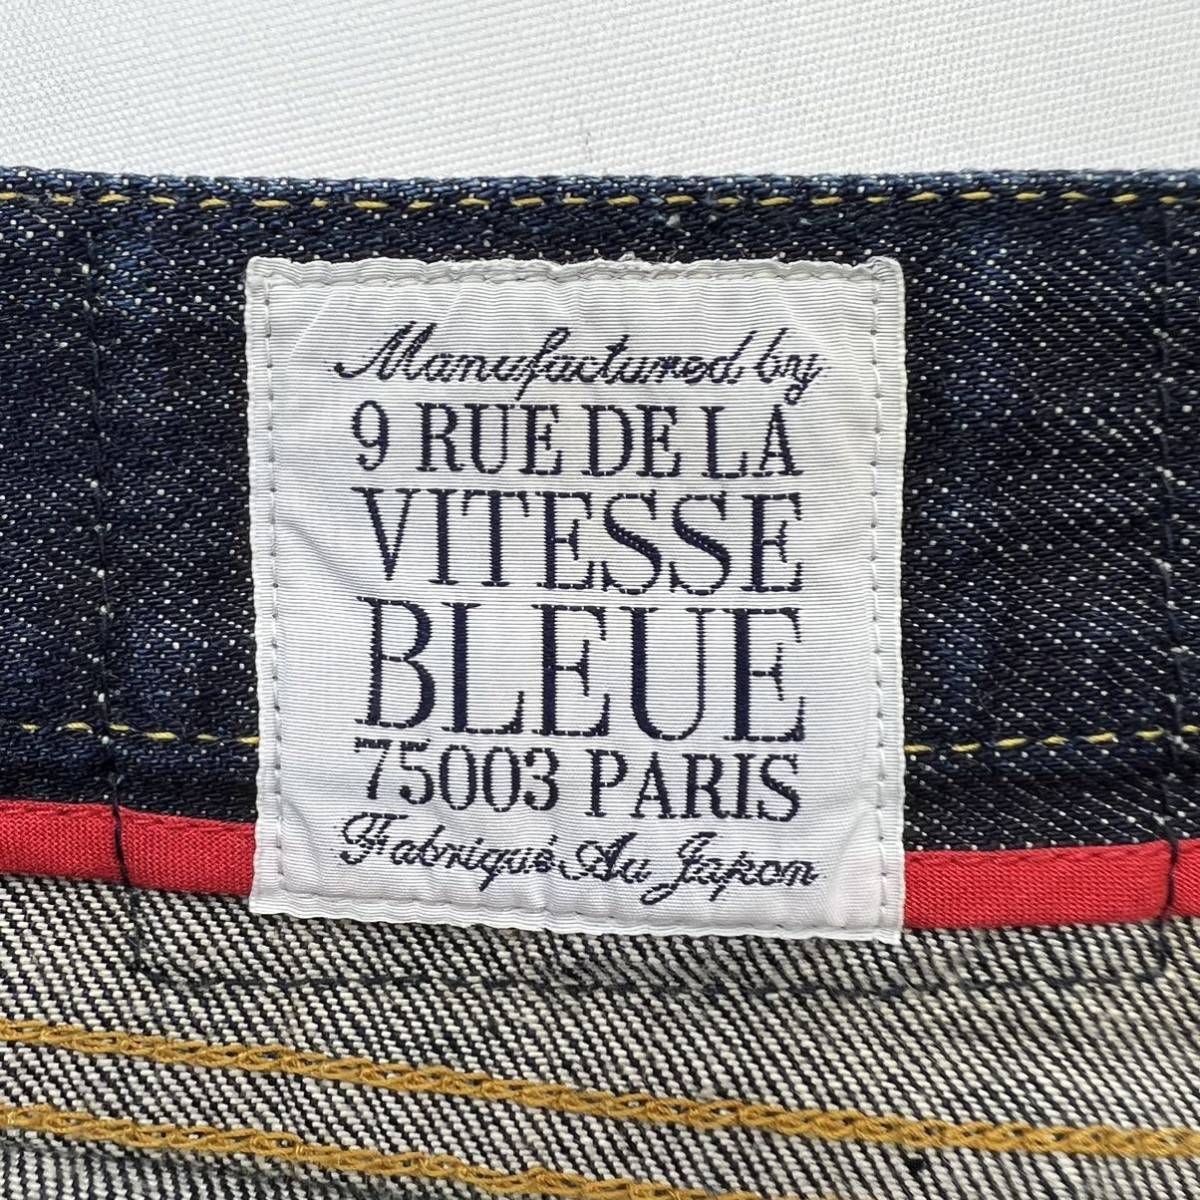 Manufactured by
9 RUE DE LA
VITESSE
BLEUE
75003 PARIS
Fabriqué Au Japon